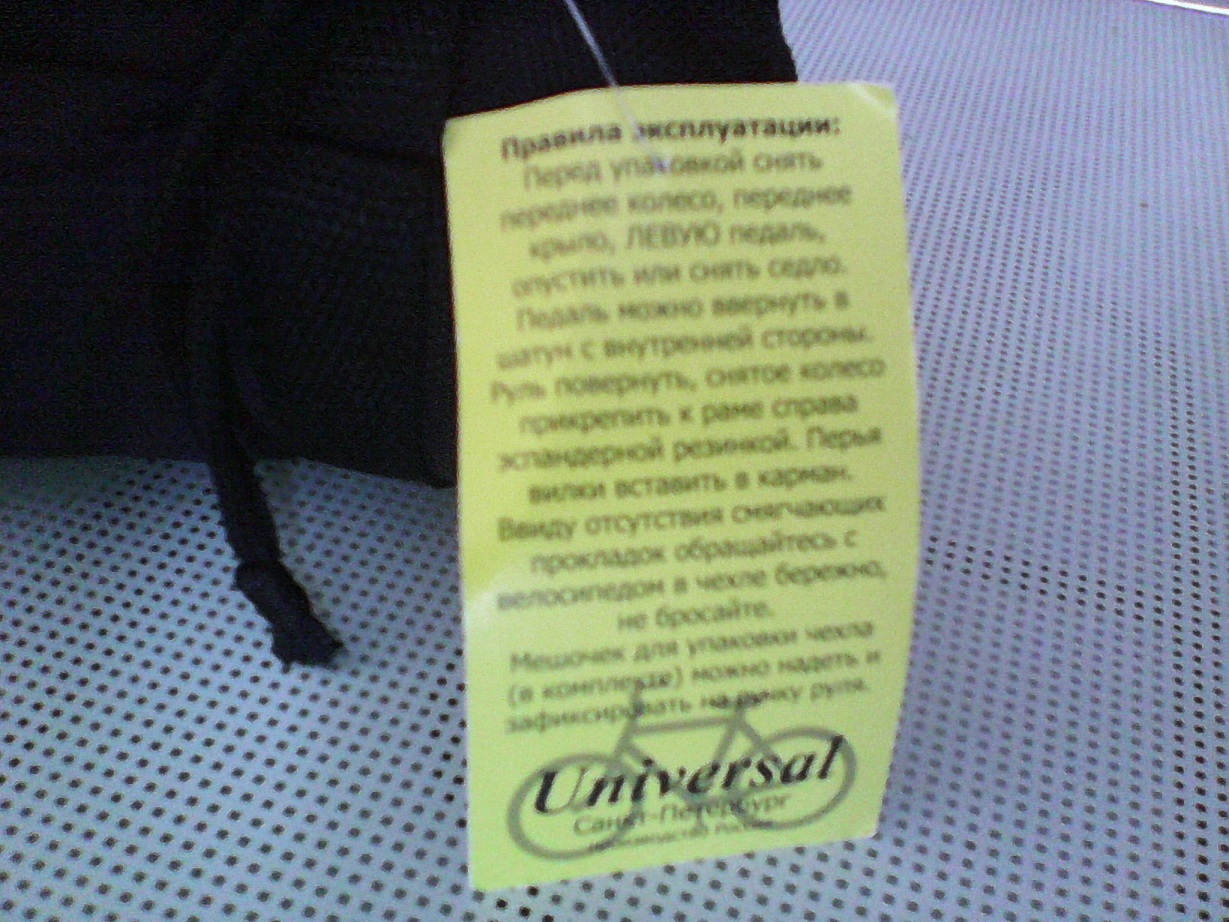 Правила эксплуатации:
Перед упаковкой снять
переднее колесо, переднее
крыло, ЛЕВУЮ педаль,
опустить или снять седло.
Педаль можно ввернуть в
шатун с внутренней стороны.
Руль повернуть, снятое колесо
прикрепить к раме справа
эспандерной резинкой. Перья
вилки вставить в карман.
Ввиду отсутствия смягчающих
прокладок обращайтесь с
велосипедом в чехле бережно,
не бросайте.
Мешочек для упаковки чехла
(в комплекте) можно надеть и
зафиксировать на ручку руля.
Universal
Санкт-Петербург